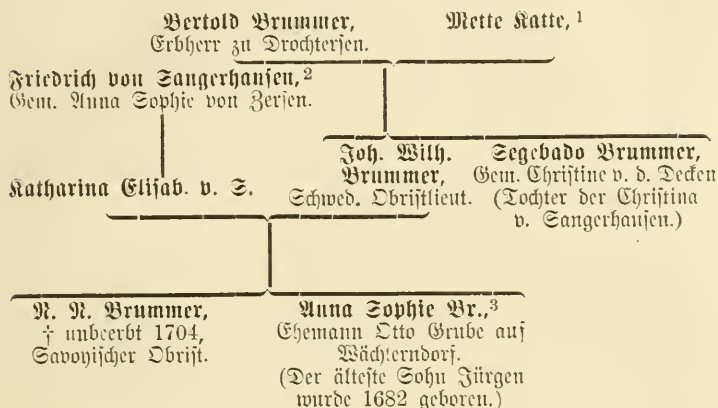 Bertold Brummer,
Erbherr zu Drochtersen.
Mette Katte, 1
Friedrich von Sangerhausen, 2
Gem. Anna Sophie von Zersen.
Katharina Elisab. v. S.
Joh. Wilh.
Brummer,
Schwed. Obristlieut.
Segebado Brummer,
Gem. Christine v. d. Decken
(Tochter der Christina
v. Sangerhausen.)
N. N. Brummer,
† unbeerbt 1704,
Savoyischer Obrist.
Anna Sophie Br., 3
Ehemann Otto Grube auf
Wächterndorf.
(Der älteste Sohn Jürgen
wurde 1682 geboren.)